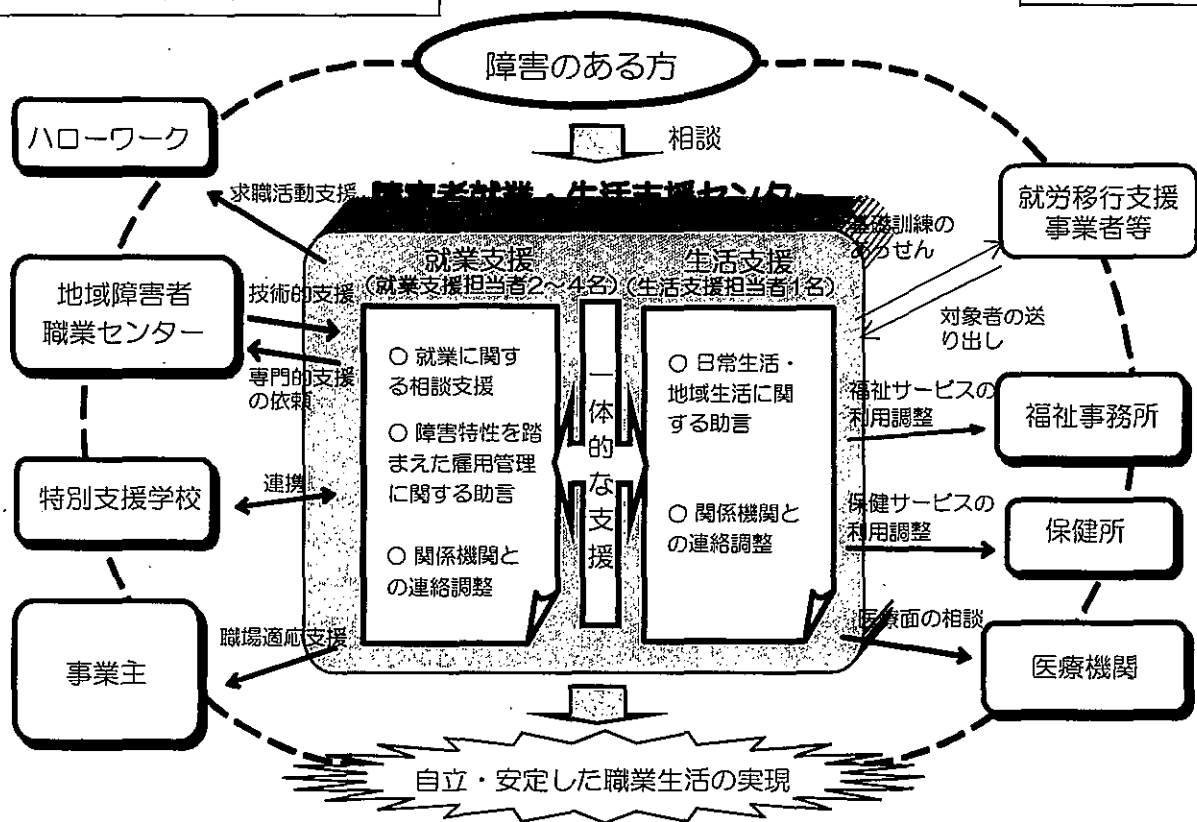 障害のある方
相談
ハローワーク
求職活動支援
障害者就業・生活支援センター
就労移行支援
事業者等
基礎訓練の
あっせん
対象者の送
り出し
地域障害者
職業センター
技術的支援
専門的支援
の依頼
就業支援
(就業支援担当者2~4名)
○ 就業に関す
る相談支援
○ 障害特性を踏
まえた雇用管理
に関する助言
○ 関係機関と
の連絡調整
一体的な支援
生活支援
(生活支援担当者1名)
○ 日常生活・
地域生活に関
する助言
○ 関係機関と
の連絡調整
福祉サービスの
利用調整
福祉事務所
特別支援学校
連携
保健サービスの
利用調整
保健所
事業主
職場適応支援
医療面の相談
医療機関
自立・安定した職業生活の実現